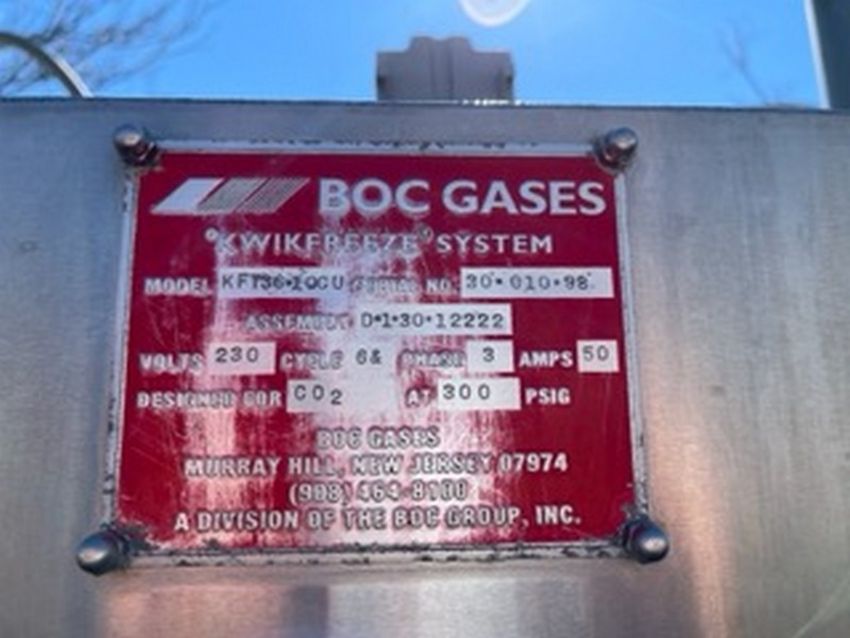 BOC GASES
"KWIKFREEZE" SYSTEM
MODEL KFT36-10CU SERIAL NO. 30-010-98
ASSEMBLY D-1-30-12222
VOLTS 230 CYCLE PHASE 3 AMPS 50
DESIGNED FOR CO2 AT 300 PSIG
BOC GASES
MURRAY HILL, NEW JERSEY 07974
(908) 464-8100
A DIVISION OF THE BOC GROUP, INC.